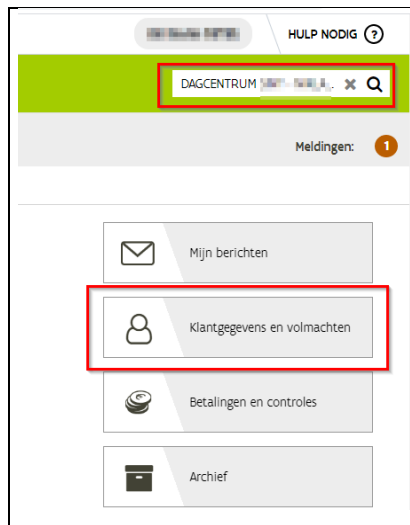 HULP NODIG ?
DAGCENTRUM
Meldingen: 1
Mijn berichten
Klantgegevens en volmachten
Betalingen en controles
Archief